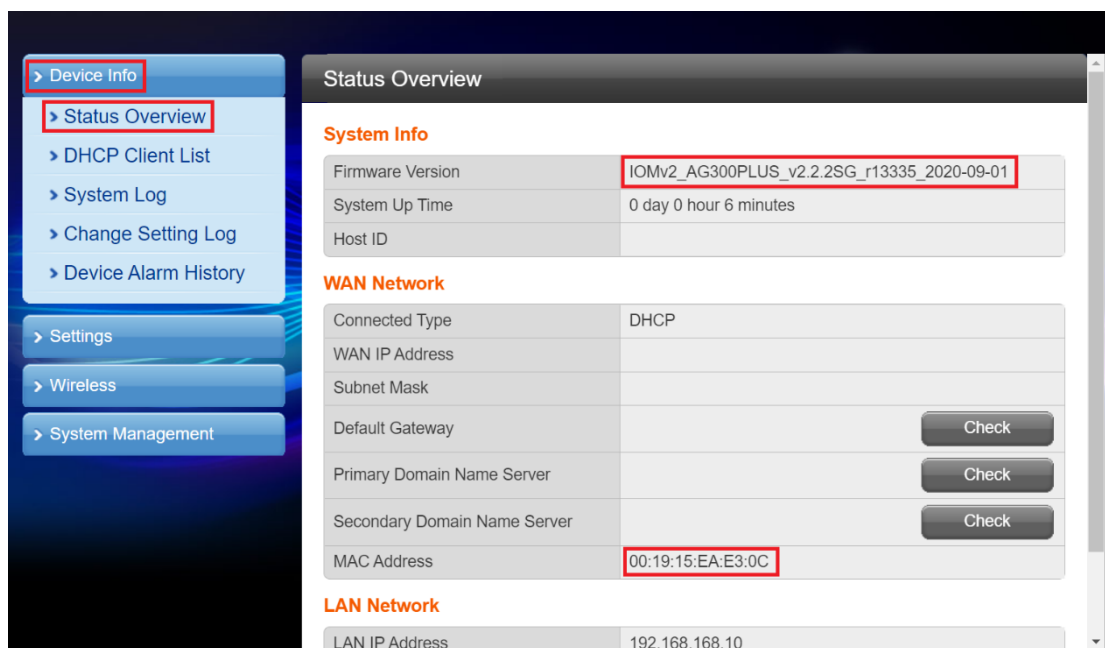 Device Info
Status Overview
DHCP Client List
System Log
Change Setting Log
Device Alarm History
Settings
Wireless
System Management
Status Overview
System Info
Firmware Version IOMv2_AG300PLUS_v2.2.2SG_r13335_2020-09-01
System Up Time 0 day 0 hour 6 minutes
Host ID
WAN Network
Connected Type DHCP
WAN IP Address
Subnet Mask
Default Gateway Check
Primary Domain Name Server Check
Secondary Domain Name Server Check
MAC Address 00:19:15:EA:E3:0C
LAN Network
LAN IP Address 192.168.168.10